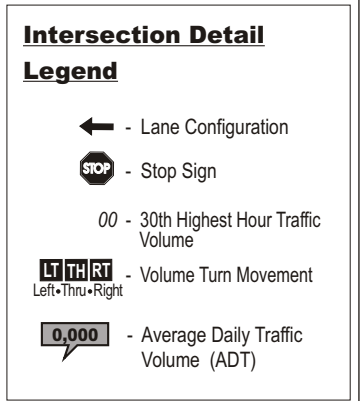 Intersection Detail
Legend
- Lane Configuration
STOP - Stop Sign
00 - 30th Highest Hour Traffic
Volume
LT TH RT - Volume Turn Movement
Left•Thru•Right
0,000 - Average Daily Traffic
Volume (ADT)